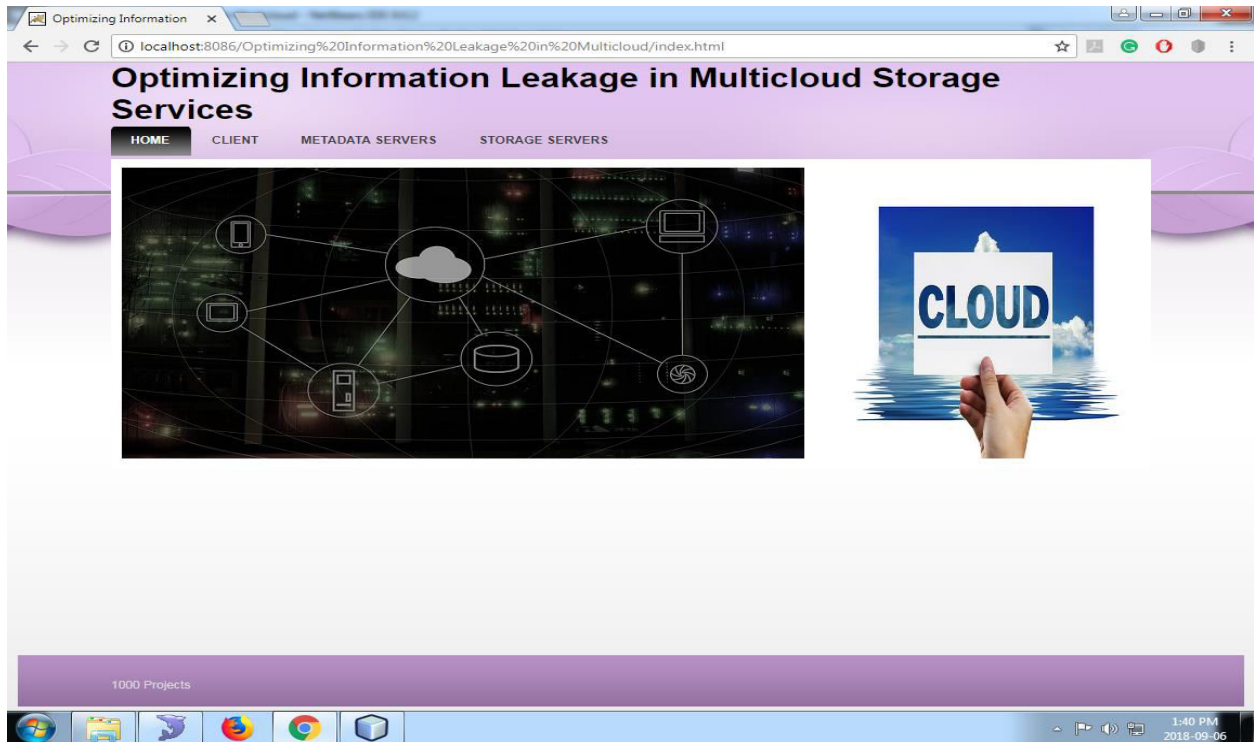 Optimizing Information
localhost:8086/Optimizing%20Information%20Leakage%20in%20Multicloud/index.html
Optimizing Information Leakage in Multicloud Storage
Services
HOME CLIENT METADATA SERVERS STORAGE SERVERS
CLOUD
1000 Projects
1:40 PM
2018-09-06